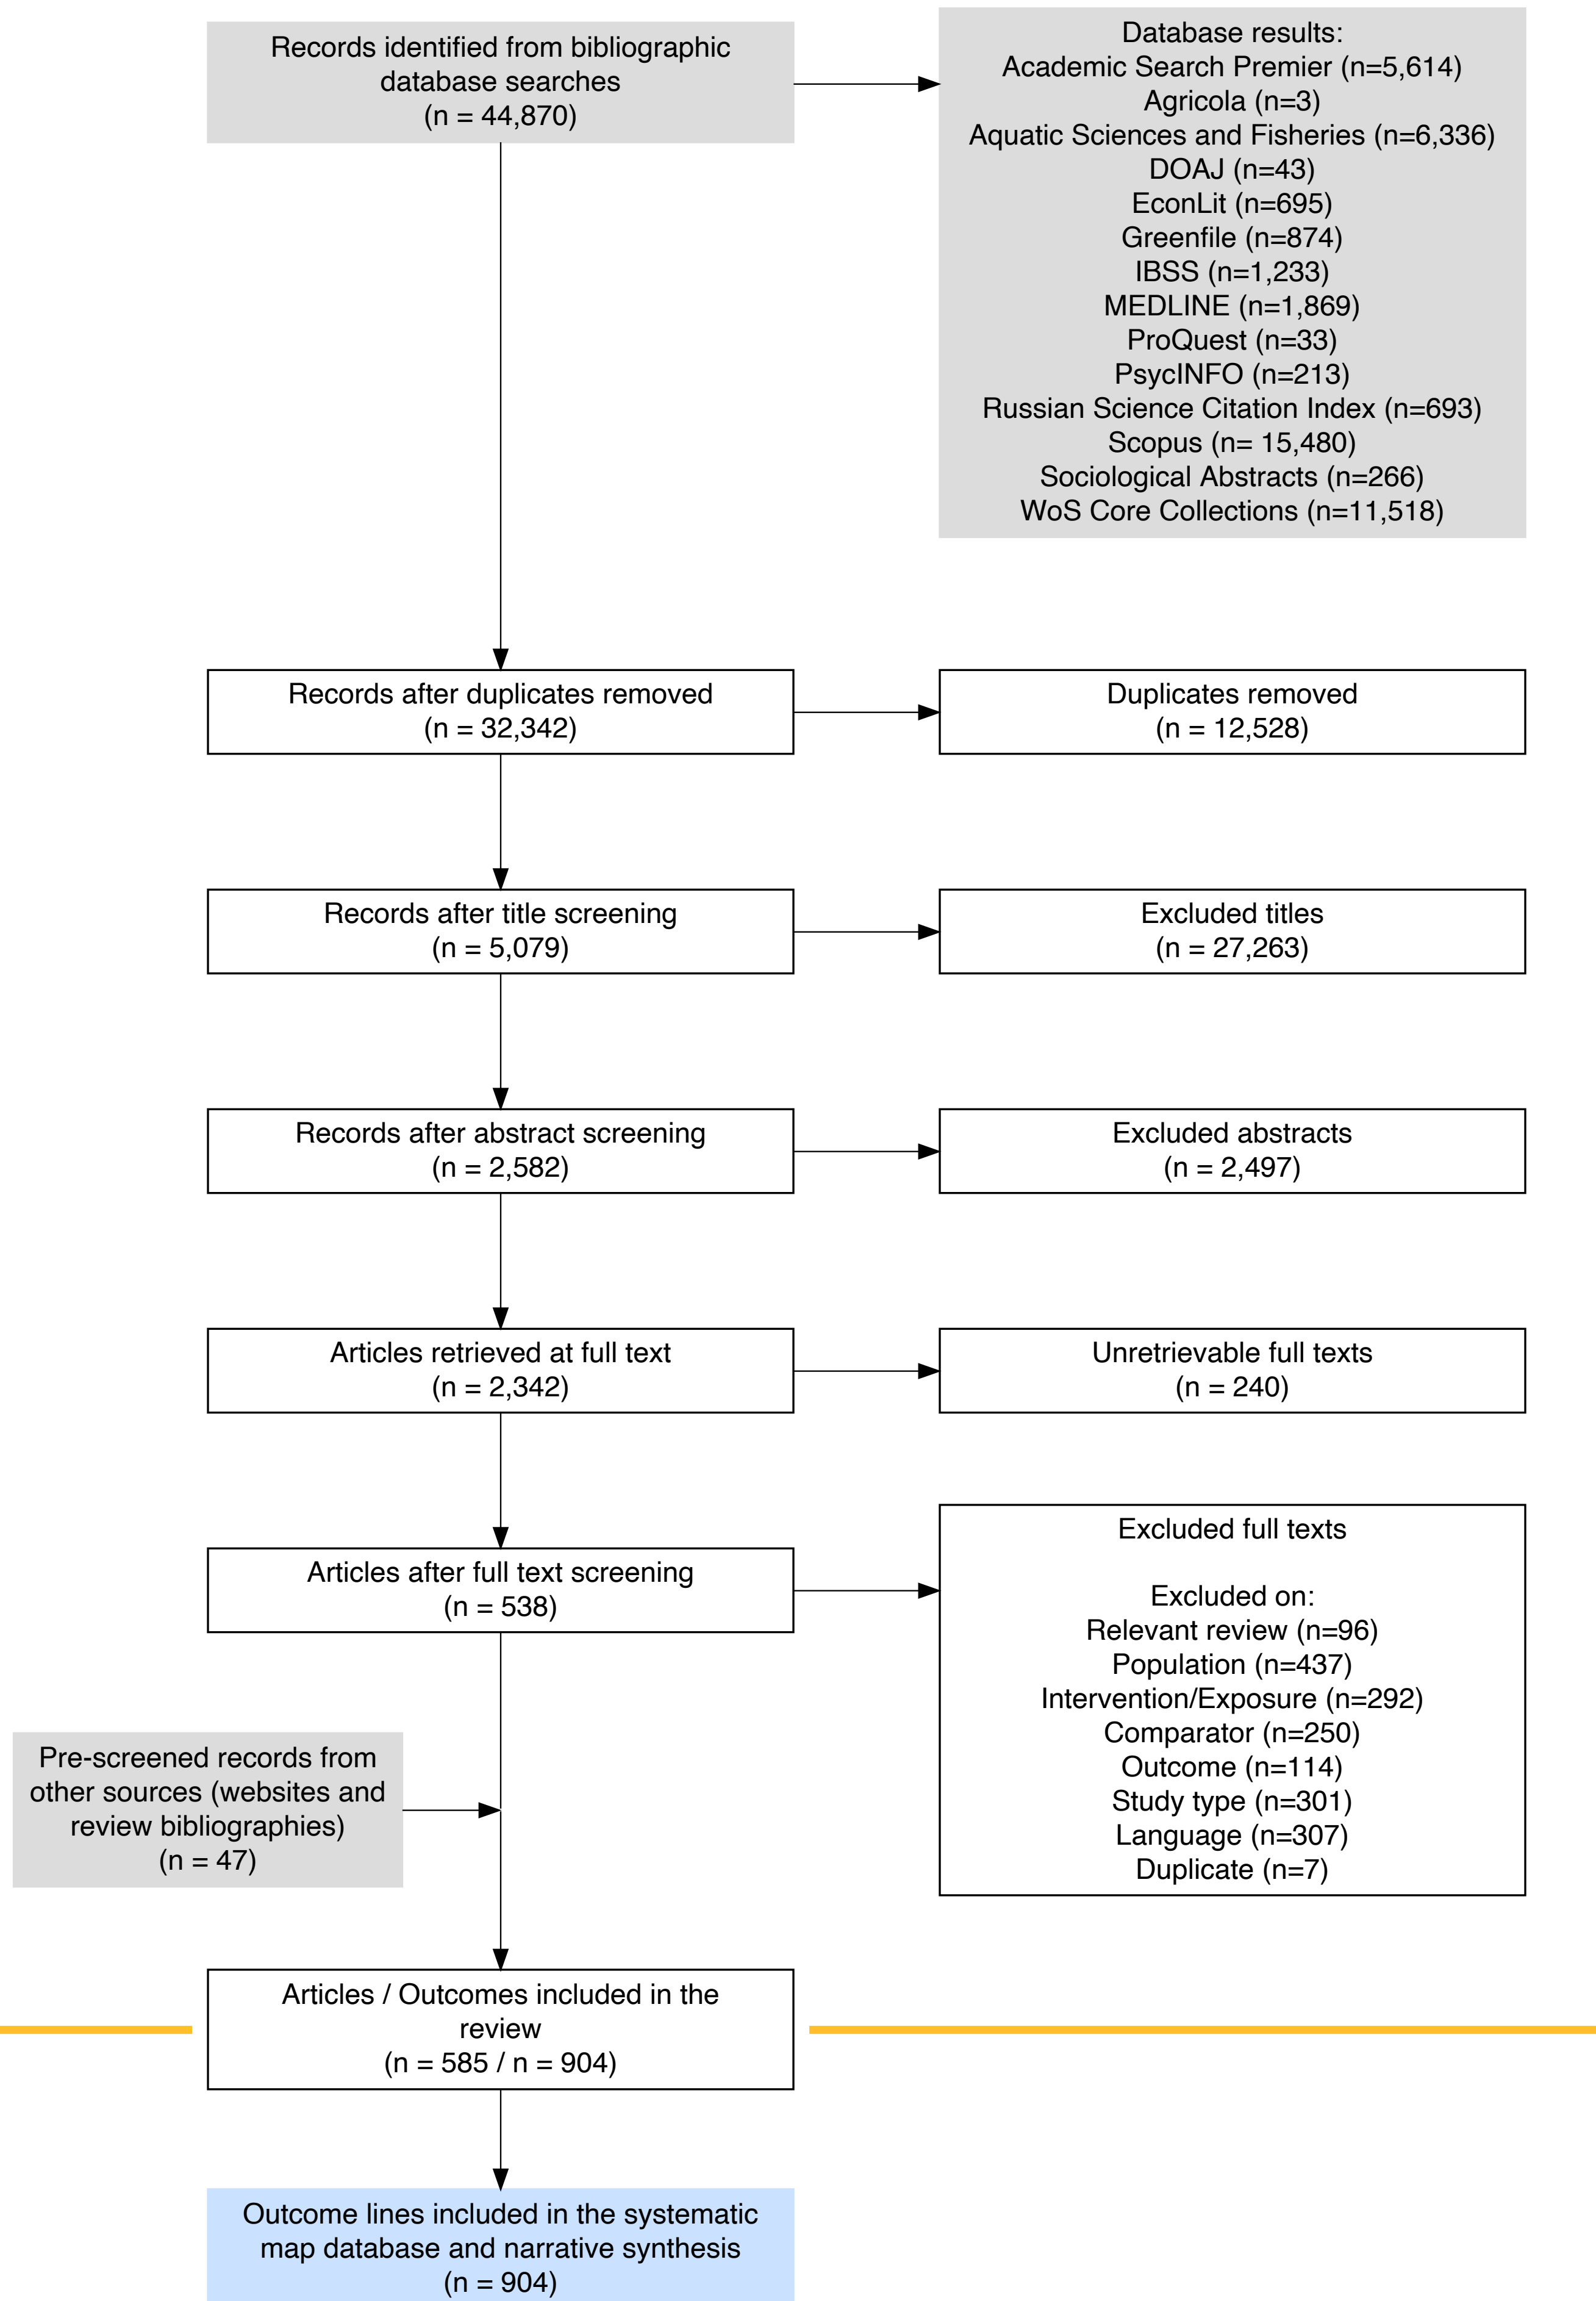 Records identified from bibliographic
database searches
(n = 44,870)
Database results:
Academic Search Premier (n=5,614)
Agricola (n=3)
Aquatic Sciences and Fisheries (n=6,336)
DOAJ (n=43)
EconLit (n=695)
Greenfile (n=874)
IBSS (n=1,233)
MEDLINE (n=1,869)
ProQuest (n=33)
PsycINFO (n=213)
Russian Science Citation Index (n=693)
Scopus (n= 15,480)
Sociological Abstracts (n=266)
WoS Core Collections (n=11,518)
Records after duplicates removed
(n = 32,342)
Duplicates removed
(n = 12,528)
Records after title screening
(n = 5,079)
Excluded titles
(n = 27,263)
Records after abstract screening
(n = 2,582)
Excluded abstracts
(n = 2,497)
Articles retrieved at full text
(n = 2,342)
Unretrievable full texts
(n = 240)
Articles after full text screening
(n = 538)
Excluded full texts
Excluded on:
Relevant review (n=96)
Population (n=437)
Intervention/Exposure (n=292)
Comparator (n=250)
Outcome (n=114)
Study type (n=301)
Language (n=307)
Duplicate (n=7)
Pre-screened records from
other sources (websites and
review bibliographies)
(n = 47)
Articles / Outcomes included in the
review
(n = 585 / n = 904)
Outcome lines included in the systematic
map database and narrative synthesis
(n = 904)